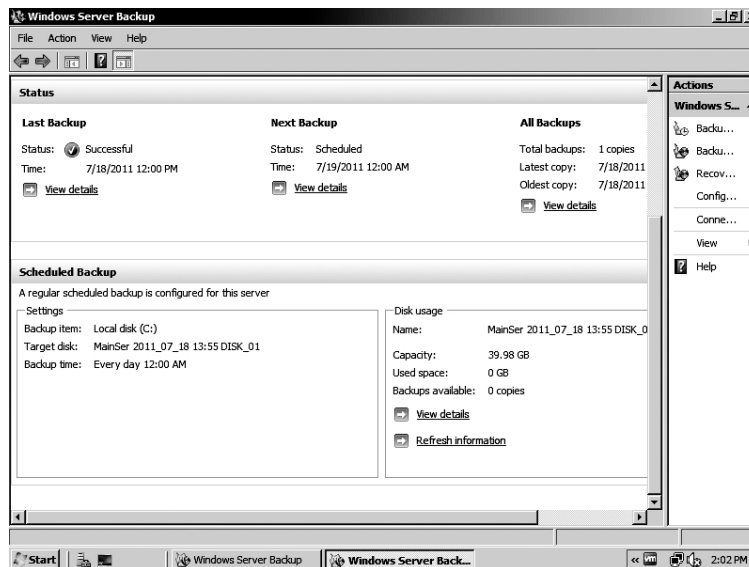 Windows Server Backup
File Action View Help
Status
Last Backup
Status: Successful
Time: 7/18/2011 12:00 PM
View details
Next Backup
Status: Scheduled
Time: 7/19/2011 12:00 AM
View details
All Backups
Total backups: 1 copies
Latest copy: 7/18/2011
Oldest copy: 7/18/2011
View details
Scheduled Backup
A regular scheduled backup is configured for this server
Settings
Backup item: Local disk (C:)
Target disk: MainSer 2011_07_18 13:55 DISK_01
Backup time: Every day 12:00 AM
Disk usage
Name: MainSer 2011_07_18 13:55 DISK_0
Capacity: 39.98 GB
Used space: 0 GB
Backups available: 0 copies
View details
Refresh information
Actions
Windows S...
Backu...
Backu...
Recov...
Config...
Conne...
View
Help
Start
Windows Server Backup
Windows Server Back...
« vm
2:02 PM